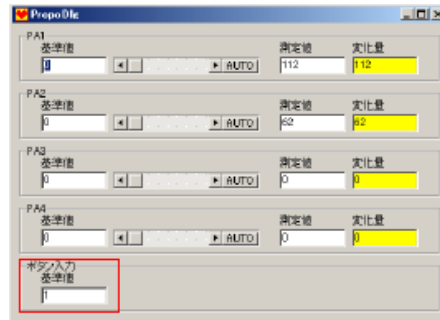 PropoDlg
PA1
基準値 測定値 変化量
0 AUTO 112 112
PA2
基準値 測定値 変化量
0 AUTO 62 62
PA3
基準値 測定値 変化量
0 AUTO 0 0
PA4
基準値 測定値 変化量
0 AUTO 0 0
ボタン入力
基準値
1